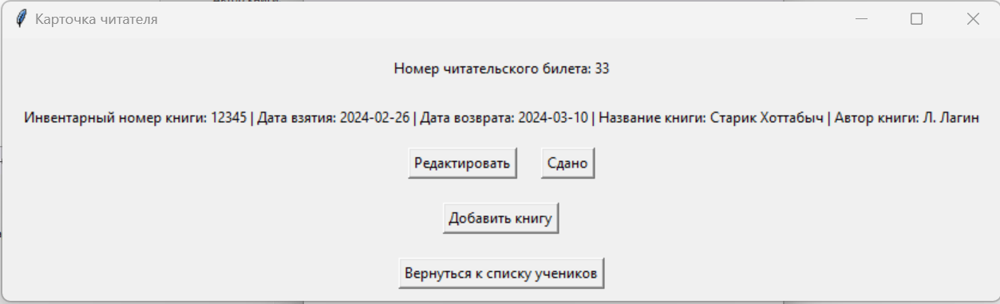 Карточка читателя
Номер читательского билета: 33
Инвентарный номер книги: 12345 | Дата взятия: 2024-02-26 | Дата возврата: 2024-03-10 | Название книги: Старик Хоттабыч | Автор книги: Л. Лагин
Редактировать Сдано
Добавить книгу
Вернуться к списку учеников